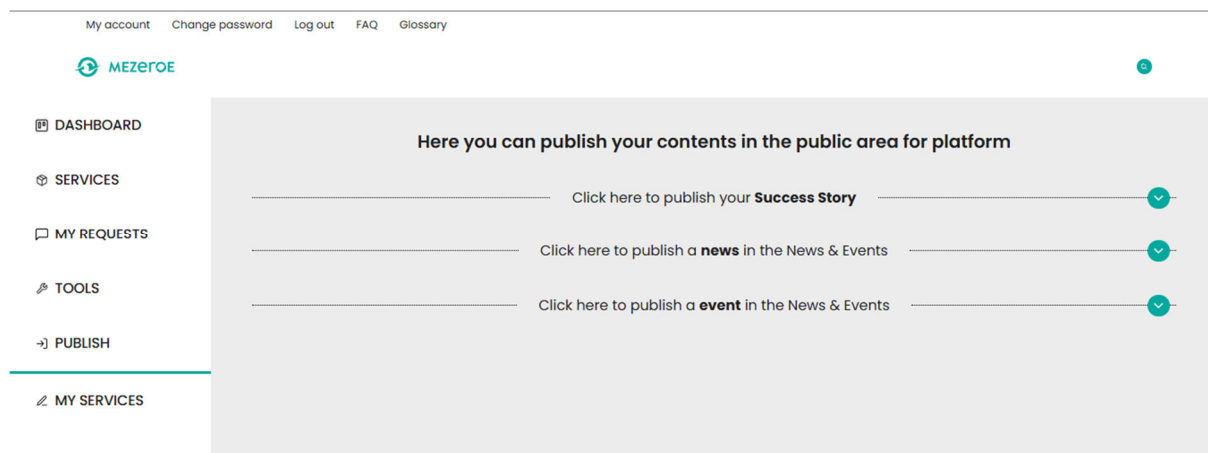 My account Change password Log out FAQ Glossary
MEZeroE
DASHBOARD
SERVICES
MY REQUESTS
TOOLS
PUBLISH
MY SERVICES
Here you can publish your contents in the public area for platform
Click here to publish your Success Story
Click here to publish a news in the News & Events
Click here to publish a event in the News & Events